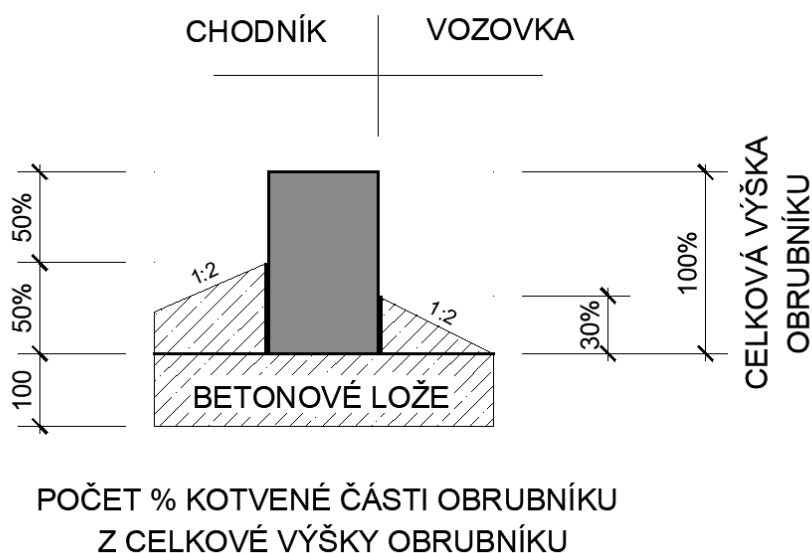 CHODNÍK
VOZOVKA
50%
50%
100
1:2
1:2
30%
100%
CELKOVÁ VÝŠKA
OBRUBNÍKU
BETONOVÉ LOŽE
POČET % KOTVENÉ ČÁSTI OBRUBNÍKU
Z CELKOVÉ VÝŠKY OBRUBNÍKU